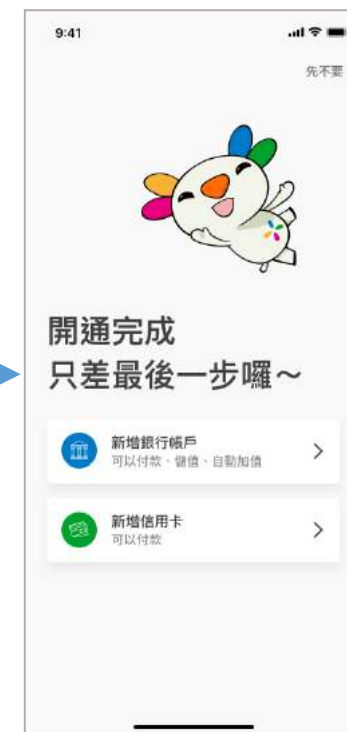 9:41
先不要
開通完成
只差最後一步囉～
新增銀行帳戶
可以付款、儲值、自動加值
新增信用卡
可以付款